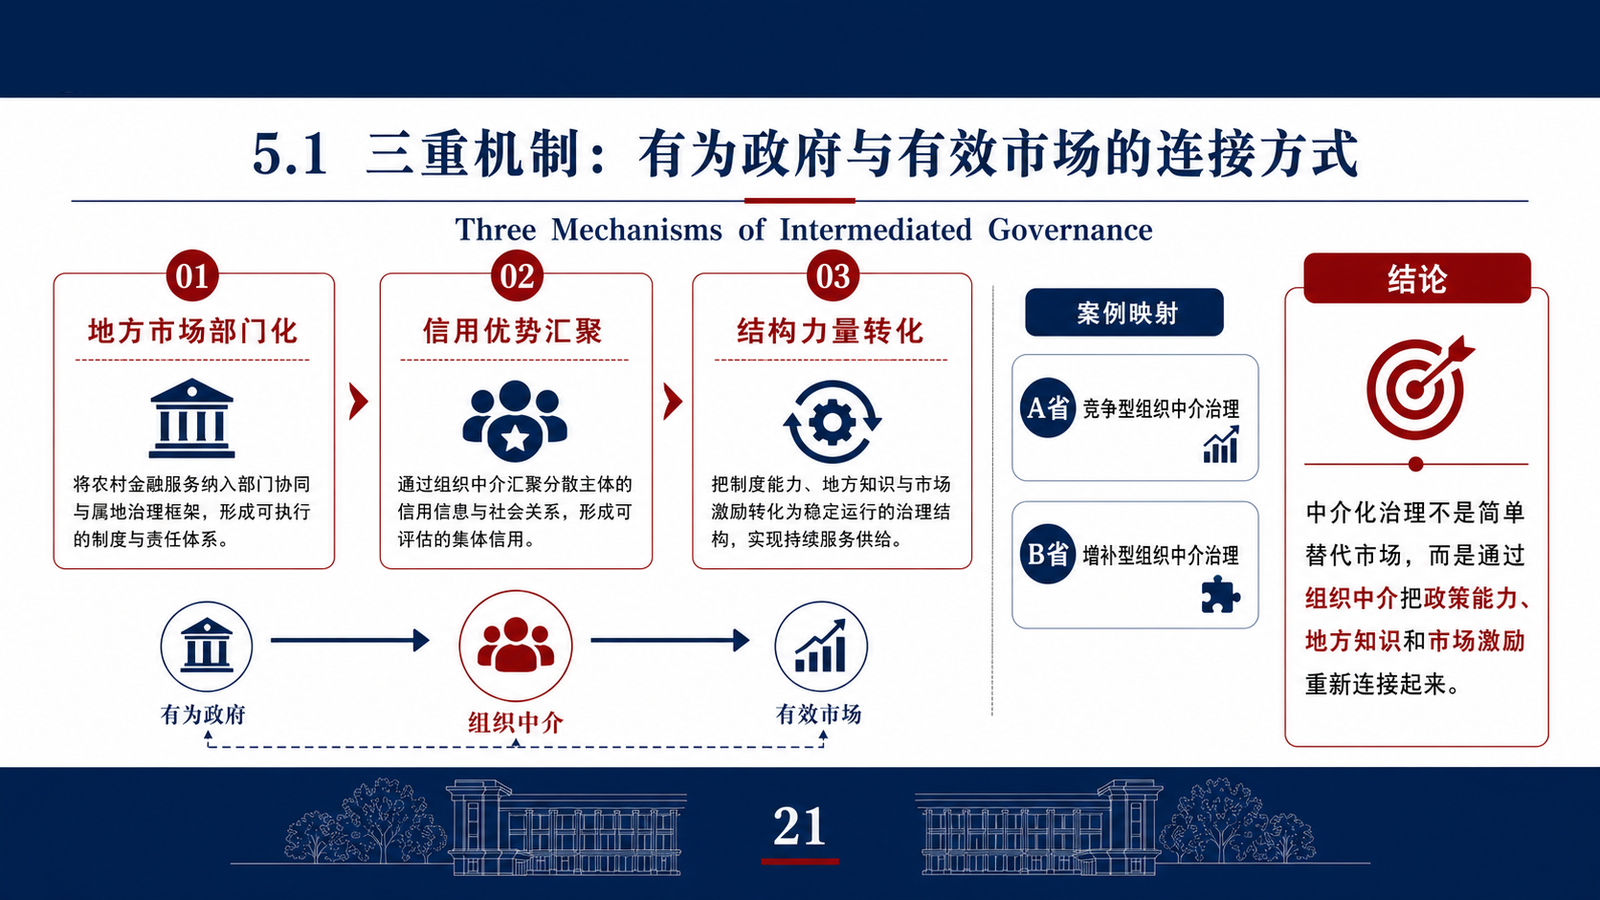 5.1 三重机制：有为政府与有效市场的连接方式
Three Mechanisms of Intermediated Governance
01
地方市场部门化
将农村金融服务纳入部门协同
与属地治理框架，形成可执行
的制度与责任体系。
02
信用优势汇聚
通过组织中介汇聚分散主体的
信用信息与社会关系，形成可
评估的集体信用。
03
结构力量转化
把制度能力、地方知识与市场
激励转化为稳定运行的治理结
构，实现持续服务供给。
有为政府
组织中介
有效市场
案例映射
A省 竞争型组织中介治理
B省 增补型组织中介治理
结论
中介化治理不是简单
替代市场，而是通过
组织中介把政策能力、
地方知识和市场激励
重新连接起来。
21